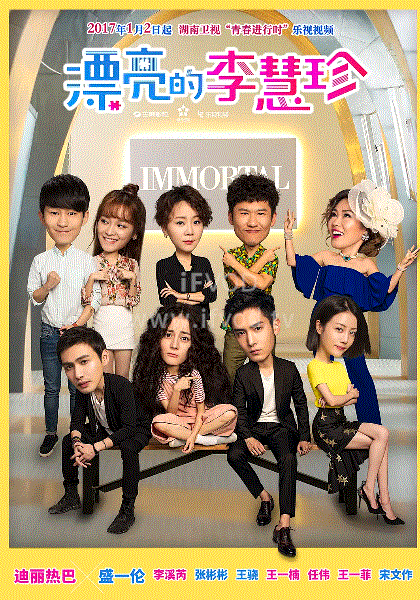 2017年1月2日起 湖南卫视“青春进行时”乐视视频
漂亮的李慧珍
IMMORTAL
迪丽热巴 × 盛一伦 李溪芮 张彬彬 王骁 王一楠 任伟 王一菲 宋文作